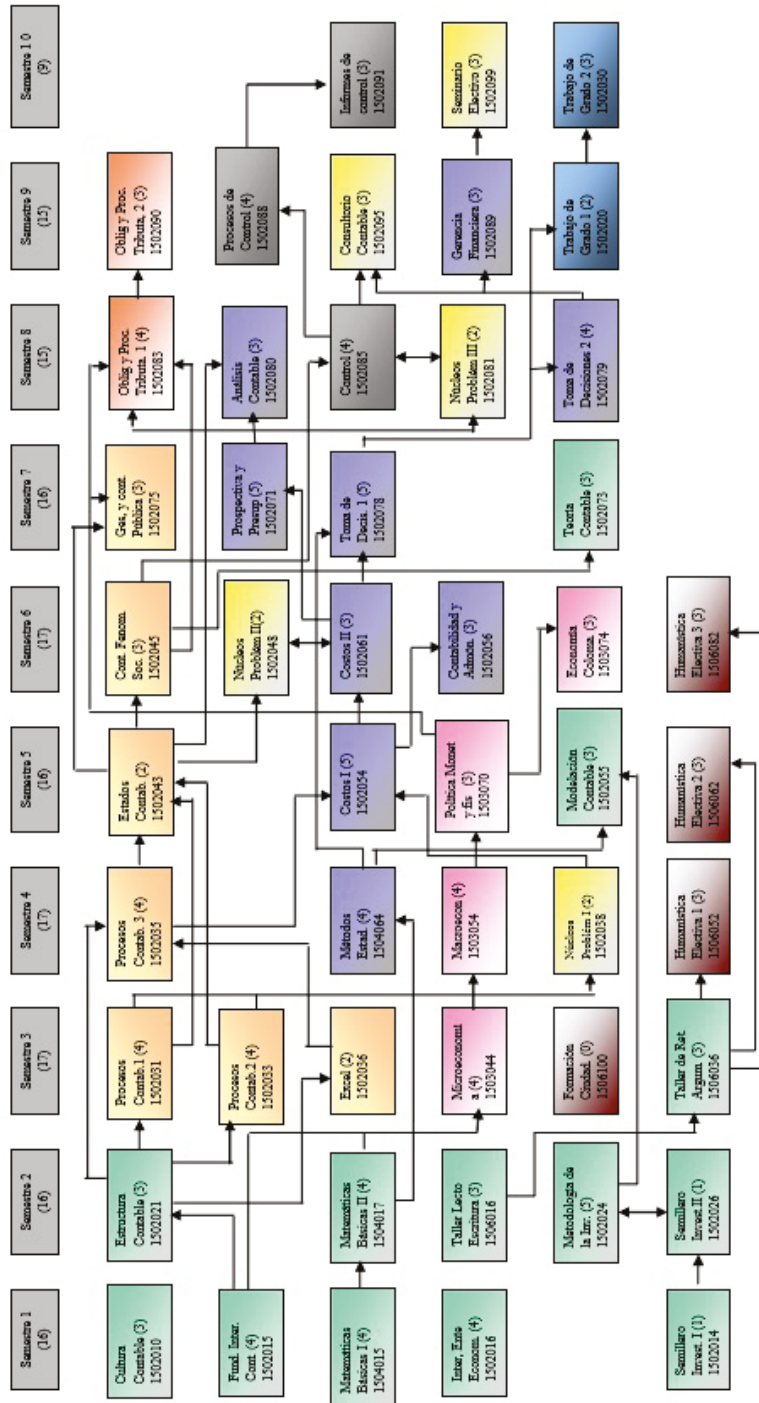 Semestre 1
(16)
Cultura
Contable (3)
1502010
Fund. Inter.
Cont. (4)
1502015
Matemáticas
Básicas I (4)
1504015
Inter, Ente
Econom. (4)
1502016
Semillero
Invest. I (1)
1502014
Semestre 2
(16)
Estructura
Contable (3)
1502021
Matemáticas
Básicas II (4)
1504017
Taller Lecto
Escritura (3)
1506016
Metodología de
la Inv. (3)
1502024
Semillero
Invest.II (1)
1502026
Semestre 3
(17)
Procesos
Contab.1 (4)
1502031
Procesos
Contab.2 (4)
1502033
Excel (2)
1502036
Microeconomí
a (4)
1503044
Formación
Ciudad. (0)
1506100
Taller de Ret.
Argum. (3)
1506036
Semestre 4
(17)
Procesos
Contab. 3 (4)
1502035
Métodos
Estad. (4)
1504064
Macroecon (4)
1503054
Núcleos
Problém I (2)
1502038
Humanística
Electiva 1 (3)
1506052
Semestre 5
(16)
Estados
Contab. (2)
1502043
Costos I (5)
1502054
Política Monet
y fis (3)
1503070
Modelación
Contable (3)
1502055
Humanística
Electiva 2 (3)
1506062
Semestre 6
(17)
Cont. Fenom.
Soc. (3)
1502045
Núcleos
Problém II(2)
1502048
Costos II (3)
1502061
Contabilidad y
Admón. (3)
1502056
Economía
Coloma. (3)
1503074
Humanística
Electiva 3 (3)
1506082
Semestre 7
(16)
Ges, y cont.
Pública (3)
1502075
Prospectiva y
Presup (5)
1502071
Toma de
Decis. 1 (5)
1502078
Teoría
Contable (3)
1502073
Semestre 8
(15)
Oblig y Proc.
Tributa. 1 (4)
1502083
Análisis
Contable (3)
1502080
Control (4)
1502085
Núcleos
Problém III (2)
1502081
Toma de
Decisiones 2 (4)
1502079
Semestre 9
(15)
Oblig y Proc.
Tributa, 2 (3)
1502090
Procesos de
Control (4)
1502088
Consultorio
Contable (3)
1502095
Gerencia
Financiera (3)
1502089
Trabajo de
Grado 1 (2)
1502020
Semestre 1 0
(9)
Informes de
control (3)
1502091
Seminario
Electivo (3)
1502099
Trabajo de
Grado 2 (3)
1502030